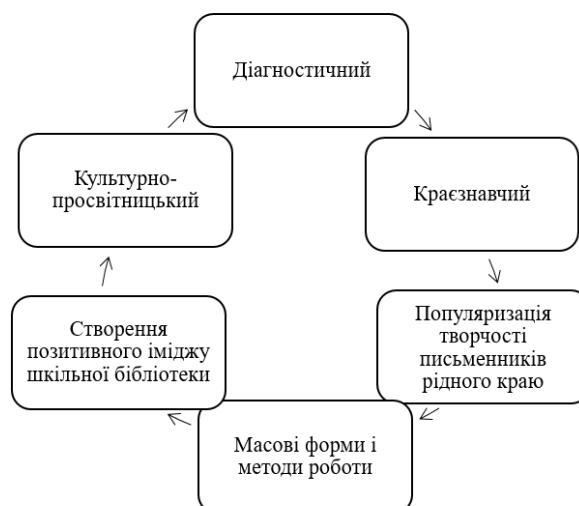 Діагностичний
Краєзнавчий
Популяризація
творчості
письменників
рідного краю
Масові форми і
методи роботи
Створення
позитивного іміджу
шкільної бібліотеки
Культурно-
просвітницький